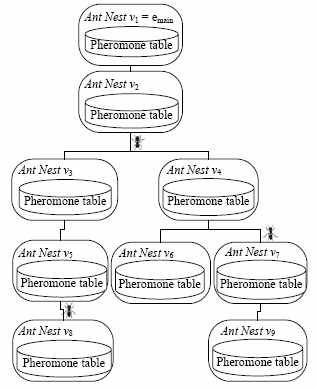 Ant Nest v1 = emain
Pheromone table
Ant Nest v2
Pheromone table
Ant Nest v3
Pheromone table
Ant Nest v4
Pheromone table
Ant Nest v5
Pheromone table
Ant Nest v6
Pheromone table
Ant Nest v7
Pheromone table
Ant Nest v8
Pheromone table
Ant Nest v9
Pheromone table